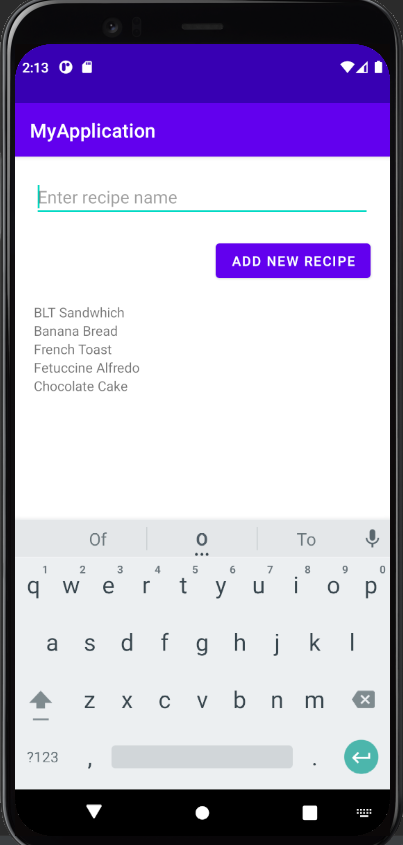 2:13
MyApplication
Enter recipe name
ADD NEW RECIPE
BLT Sandwhich
Banana Bread
French Toast
Fetuccine Alfredo
Chocolate Cake
Of O To
1 2 3 4 5 6 7 8 9 0
q w e r t y u i o p
a s d f g h j k l
z x c v b n m
?123 , .